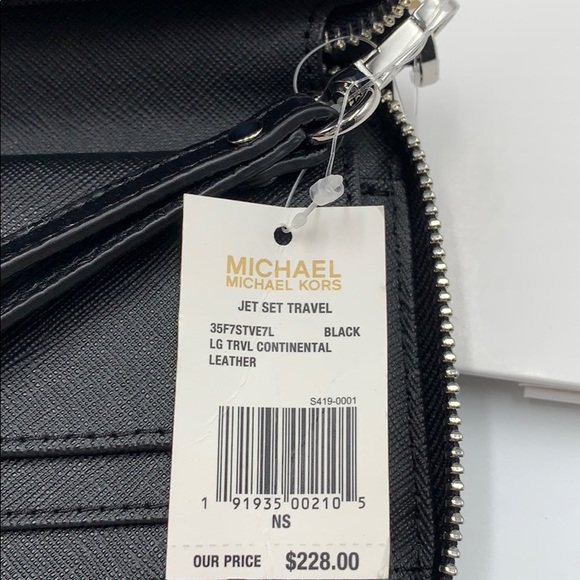 MICHAEL
MICHAEL KORS
JET SET TRAVEL
35F7STVE7L BLACK
LG TRVL CONTINENTAL
LEATHER
S419-0001
1 91935 00210 5
NS
OUR PRICE $228.00